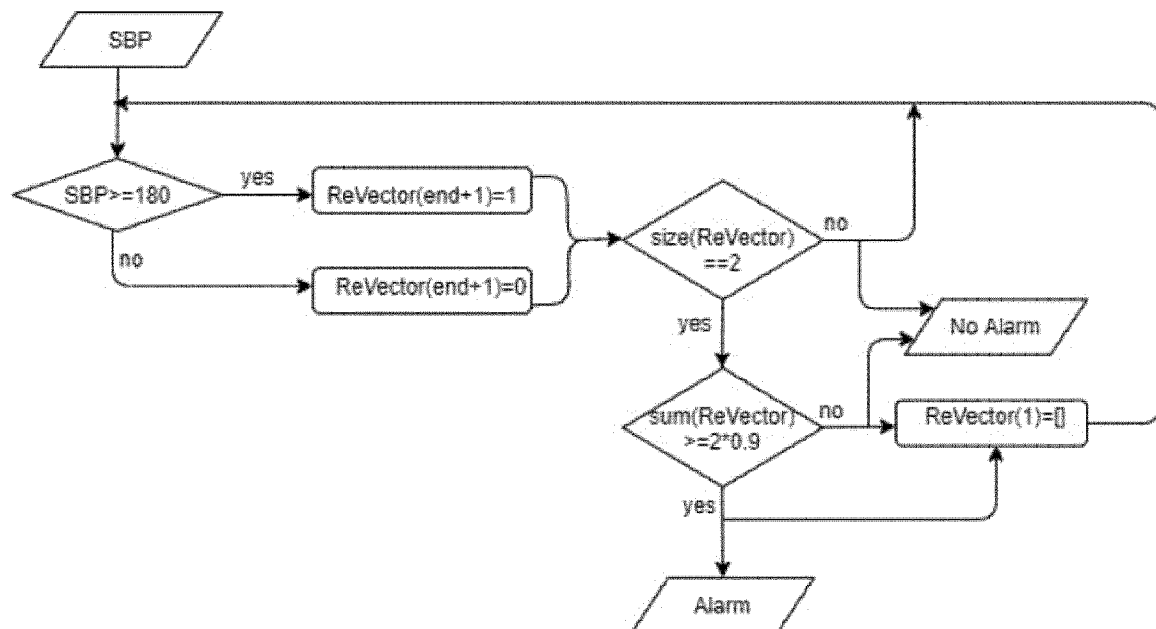 SBP
SBP>=180
yes
ReVector(end+1)=1
no
ReVector(end+1)=0
size(ReVector)
==2
no
yes
No Alarm
sum(ReVector)
>=2*0.9
no
ReVector(1)=[]
yes
Alarm